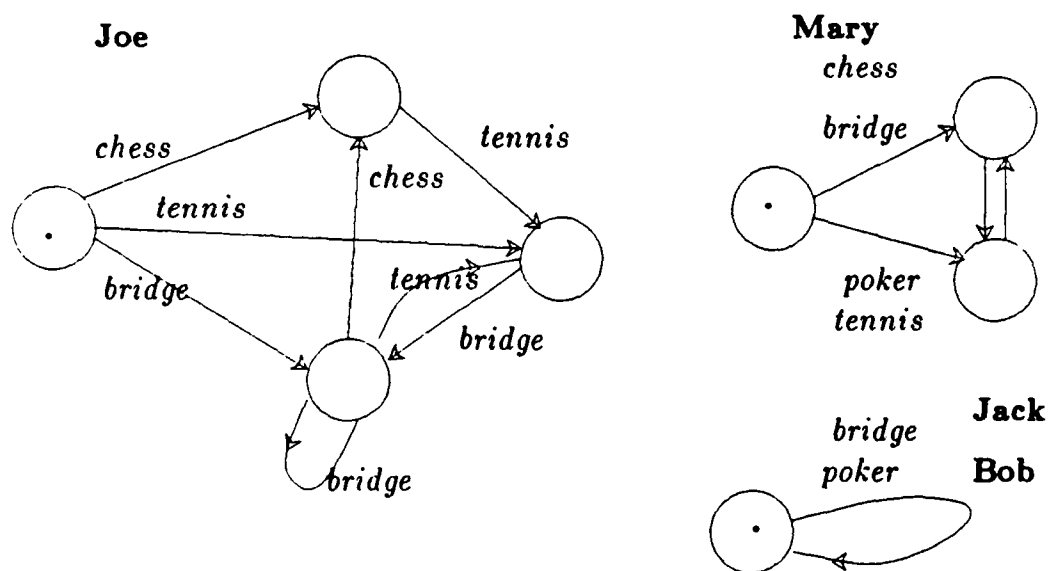 Joe
chess
tennis
tennis
chess
bridge
tennis
bridge
bridge
Mary
chess
bridge
poker
tennis
Jack
bridge
poker
Bob